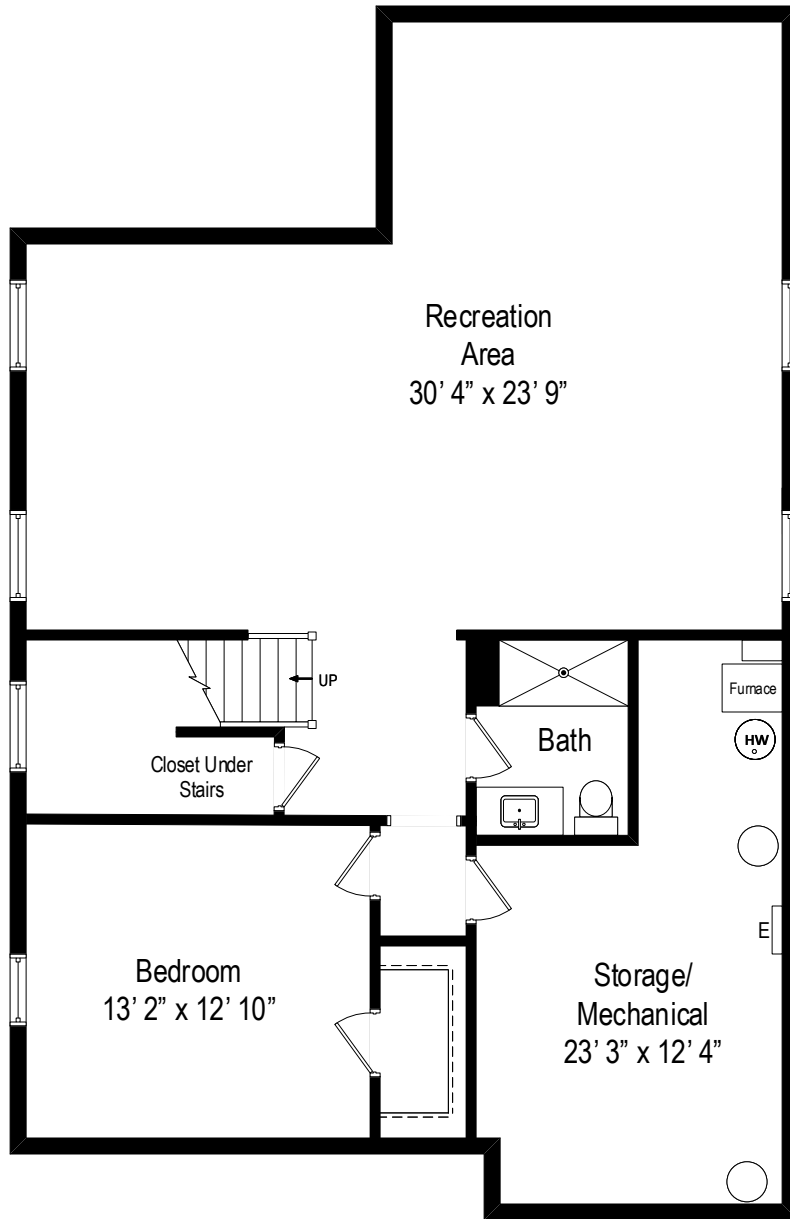 Recreation
Area
30’ 4” x 23’ 9”
UP
Furnace
HW
Bath
Closet Under
Stairs
E
Bedroom
13’ 2” x 12’ 10”
Storage/
Mechanical
23’ 3” x 12’ 4”